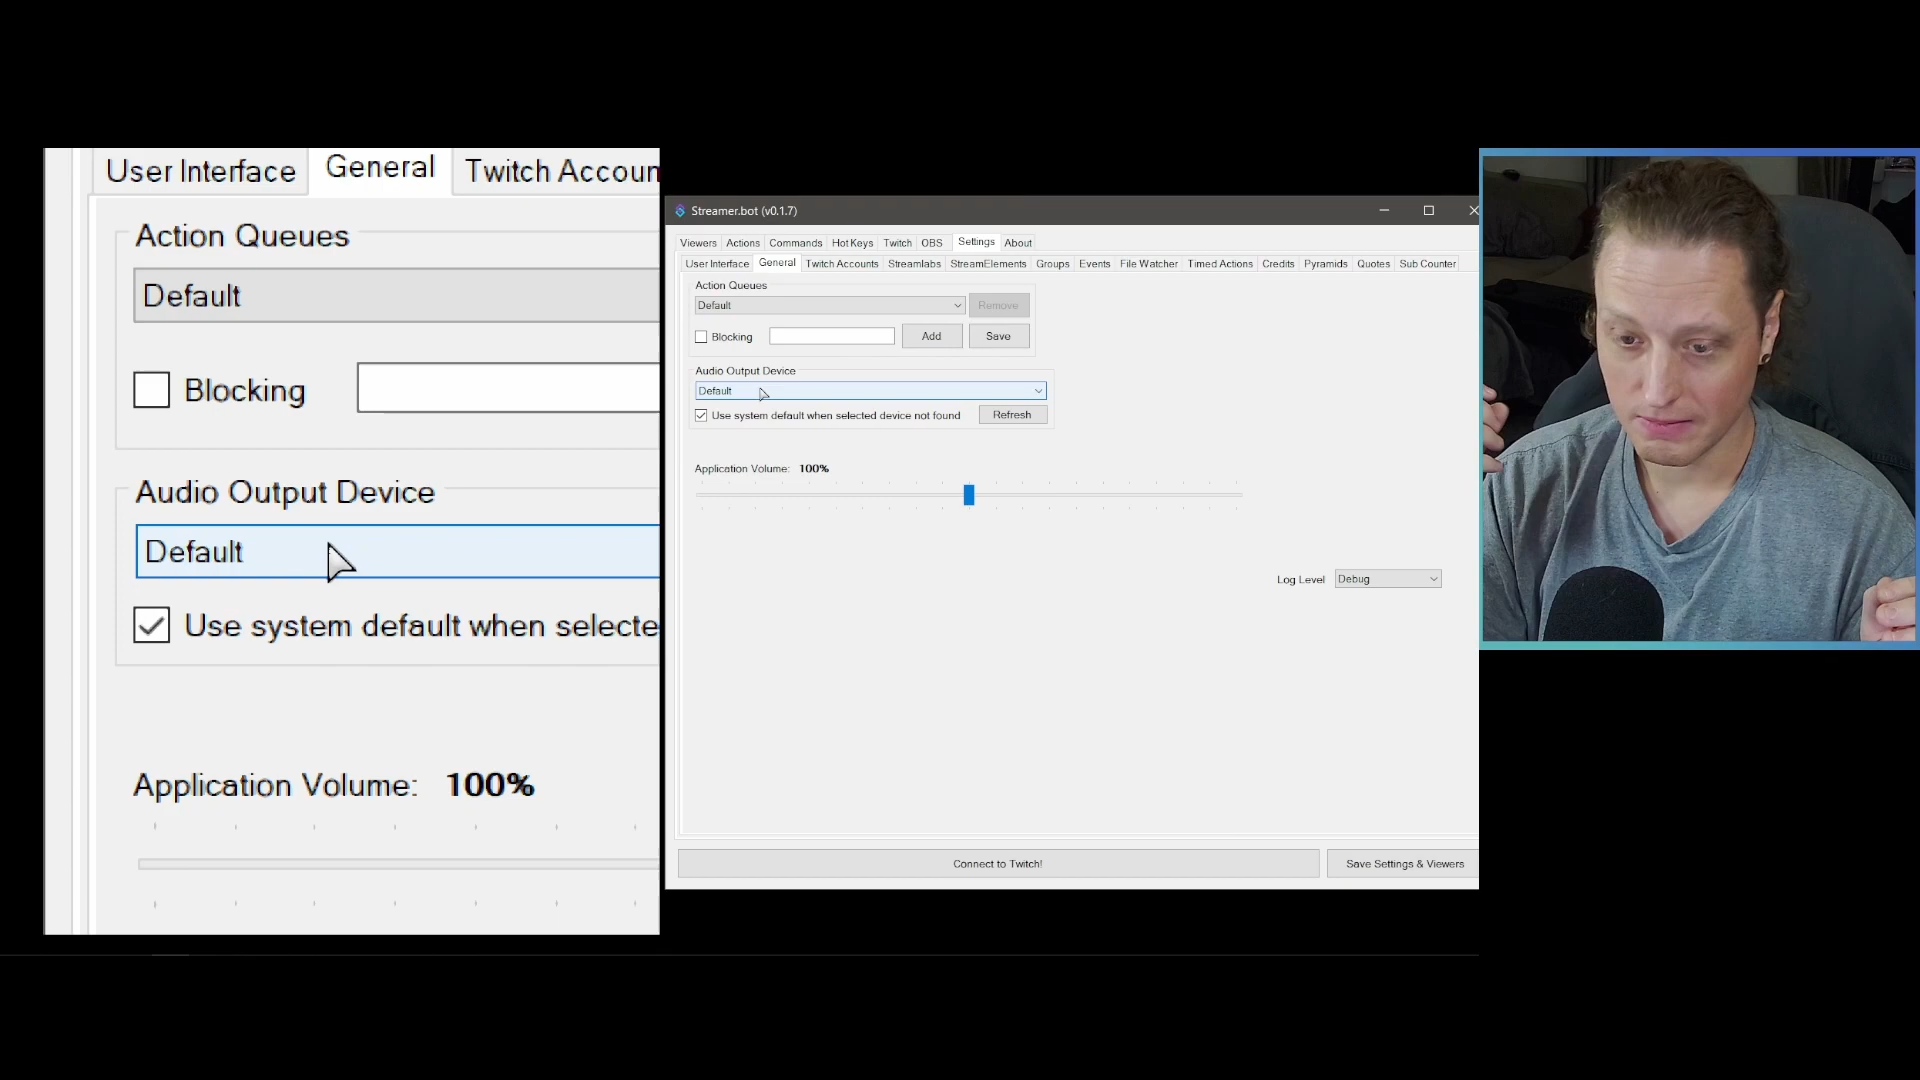 User Interface General Twitch Accoun
Action Queues
Default
Blocking
Audio Output Device
Default
Use system default when selecte
Application Volume: 100%
Streamer.bot (v0.1.7)
Viewers Actions Commands Hot Keys Twitch OBS Settings About
User Interface General Twitch Accounts Streamlabs StreamElements Groups Events File Watcher Timed Actions Credits Pyramids Quotes Sub Counter
Action Queues
Default Remove
Blocking Add Save
Audio Output Device
Default
Use system default when selected device not found Refresh
Application Volume: 100%
Log Level Debug
Connect to Twitch! Save Settings & Viewers